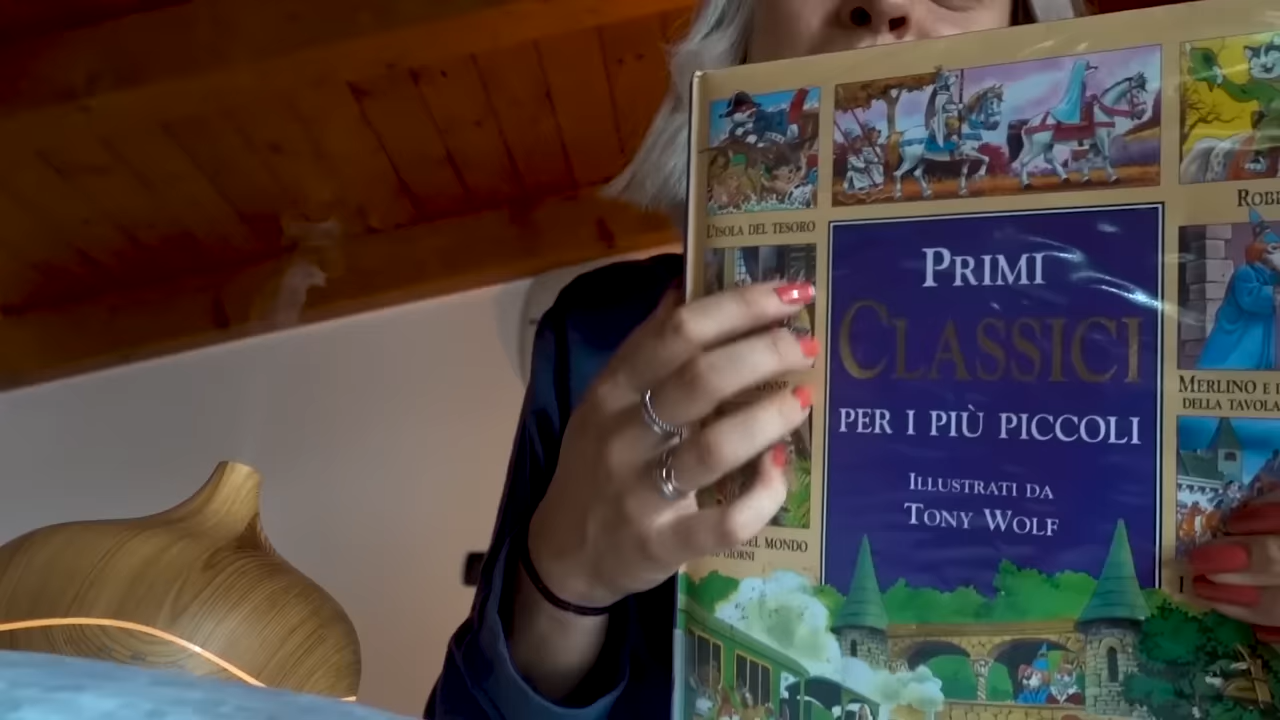 L'ISOLA DEL TESORO
PRIMI
CLASSICI
PER I PIÙ PICCOLI
ILLUSTRATI DA
TONY WOLF
MERLINO E
DELLA TAVOLA
DEL MONDO
GIORNI